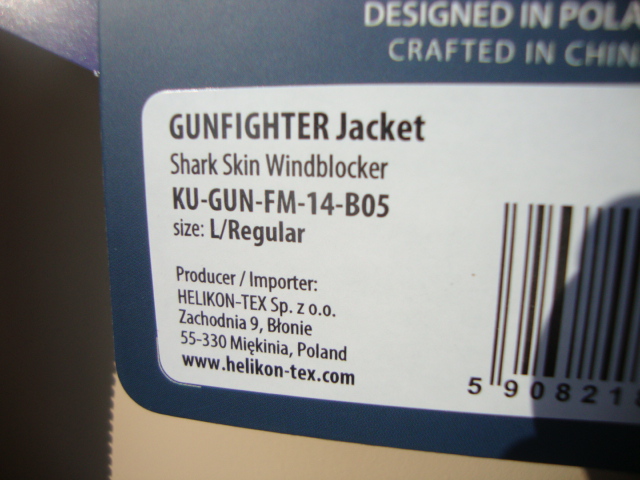 DESIGNED IN POLA
CRAFTED IN CHIN
GUNFIGHTER Jacket
Shark Skin Windblocker
KU-GUN-FM-14-B05
size: L/Regular
Producer / Importer:
HELIKON-TEX Sp. z o.o.
Zachodnia 9, Błonie
55-330 Miękinia, Poland
www.helikon-tex.com
5 908218